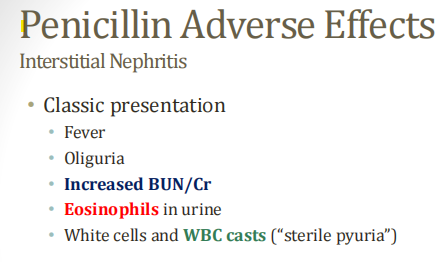 Penicillin Adverse Effects
Interstitial Nephritis
• Classic presentation
• Fever
• Oliguria
• Increased BUN/Cr
• Eosinophils in urine
• White cells and WBC casts (“sterile pyuria”)